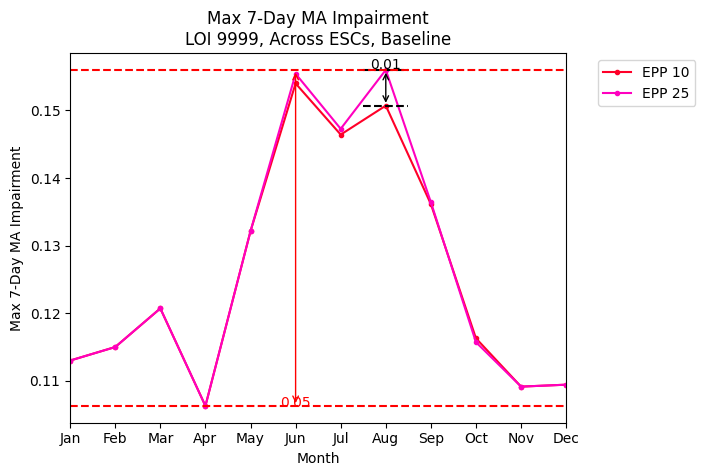 Max 7-Day MA Impairment
LOI 9999, Across ESCs, Baseline
0.01
EPP 10
EPP 25
0.15
0.14
0.13
0.12
0.11
Max 7-Day MA Impairment
0.05
Jan Feb Mar Apr May Jun Jul Aug Sep Oct Nov Dec
Month